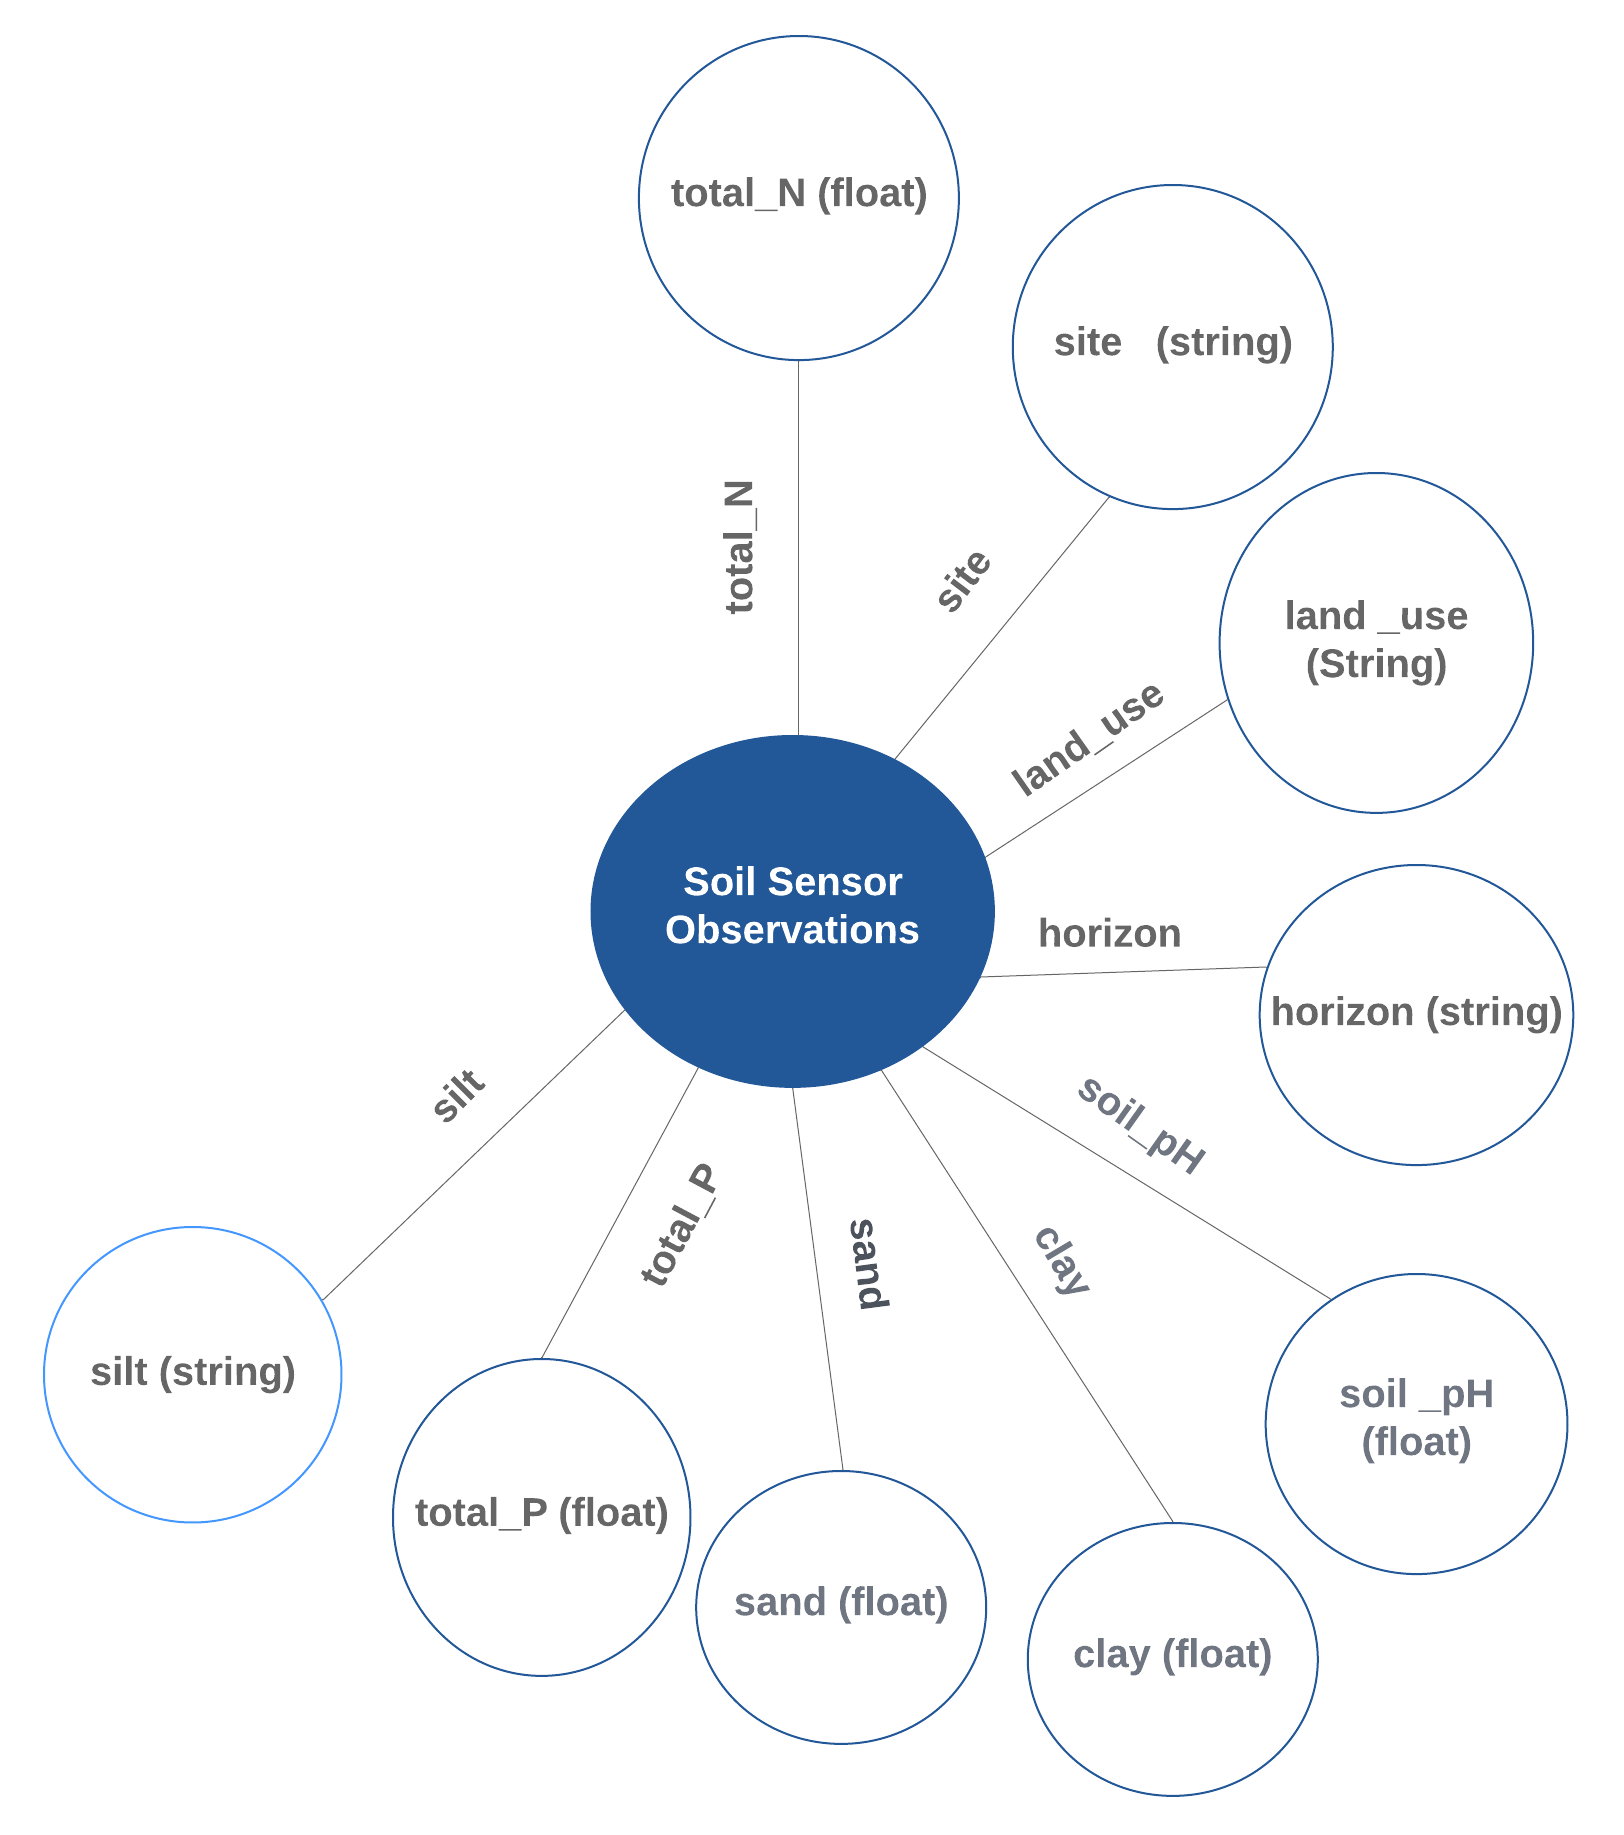 total_N (float)
site   (string)
total_N
site
land _use
(String)
land_use
Soil Sensor
Observations
horizon
horizon (string)
silt
soil_pH
total_P
sand
clay
silt (string)
soil _pH
(float)
total_P (float)
sand (float)
clay (float)